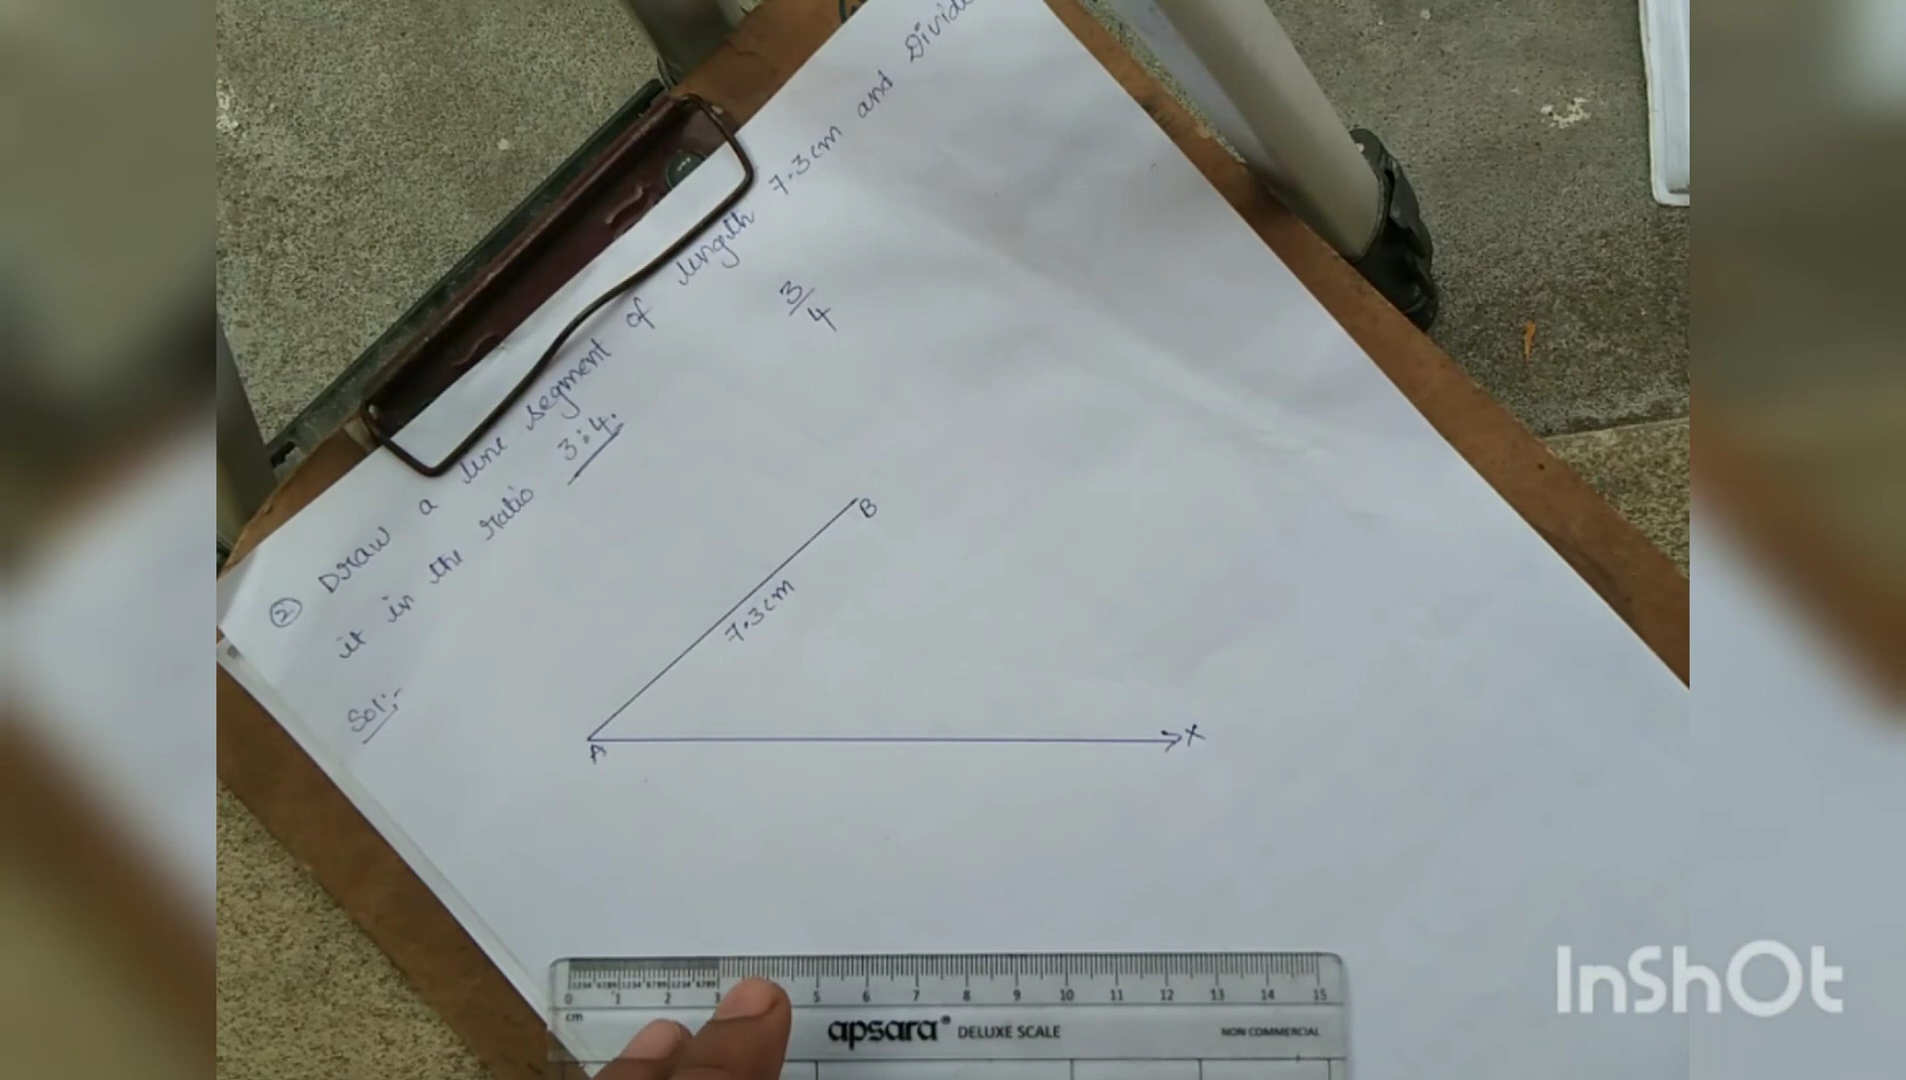 ② Draw a line segment of length 7.3cm and Divide
it in the ratio 3:4.
3/4
Sol:-
B
7.3cm
A
X
0 1 2 3 5 6 7 8 9 10 11 12 13 14 15
cm
apsara® DELUXE SCALE
NON COMMERCIAL
InShOt